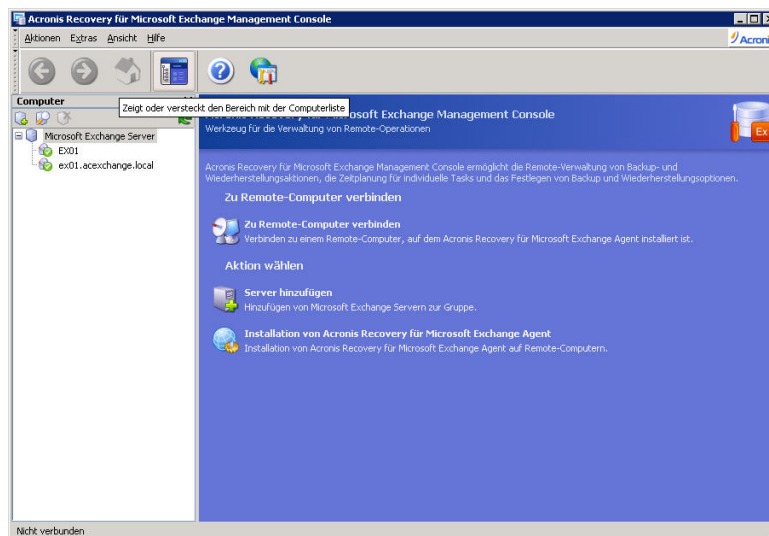 Acronis Recovery für Microsoft Exchange Management Console
Aktionen Extras Ansicht Hilfe
Acronis
Computer
Zeigt oder versteckt den Bereich mit der Computerliste
Microsoft Exchange Management Console
Werkzeug für die Verwaltung von Remote-Operationen
Ex
Microsoft Exchange Server
EX01
ex01.acexchange.local
Acronis Recovery für Microsoft Exchange Management Console ermöglicht die Remote-Verwaltung von Backup- und
Wiederherstellungsaktionen, die Zeitplanung für individuelle Tasks und das Festlegen von Backup und Wiederherstellungsoptionen.
Zu Remote-Computer verbinden
Zu Remote-Computer verbinden
Verbinden zu einem Remote-Computer, auf dem Acronis Recovery für Microsoft Exchange Agent installiert ist.
Aktion wählen
Server hinzufügen
Hinzufügen von Microsoft Exchange Servern zur Gruppe.
Installation von Acronis Recovery für Microsoft Exchange Agent
Installation von Acronis Recovery für Microsoft Exchange Agent auf Remote-Computern.
Nicht verbunden